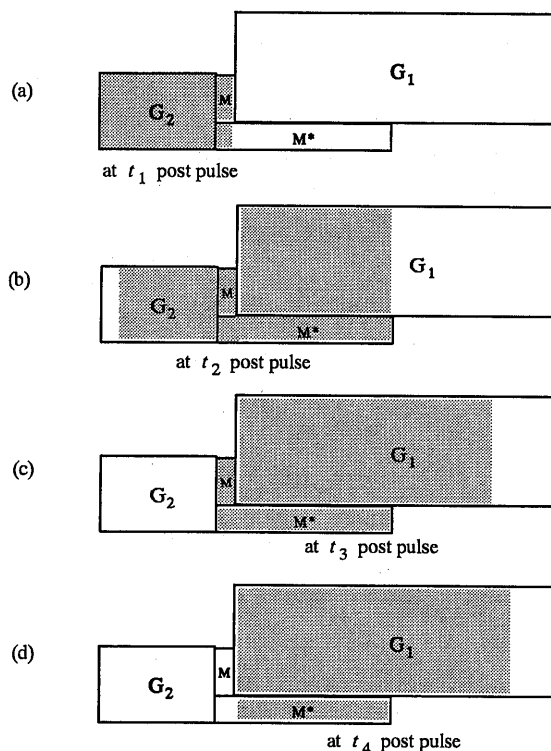 (a)
G₂
M
G₁
M*
at t₁ post pulse
(b)
G₂
M
G₁
M*
at t₂ post pulse
(c)
G₂
M
G₁
M*
at t₃ post pulse
(d)
G₂
M
G₁
M*
at t₄ post pulse